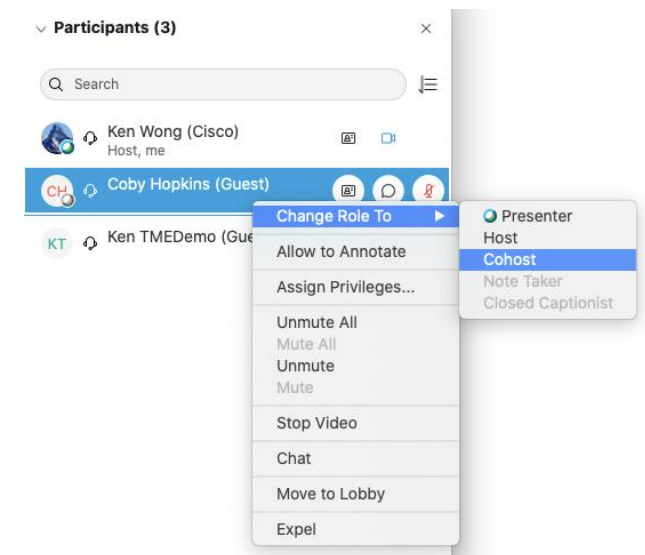 Participants (3)
Search
Ken Wong (Cisco)
Host, me
CH
Coby Hopkins (Guest)
KT
Ken TMEDemo (Gue
Change Role To
Allow to Annotate
Assign Privileges...
Unmute All
Mute All
Unmute
Mute
Stop Video
Chat
Move to Lobby
Expel
Presenter
Host
Cohost
Note Taker
Closed Captionist